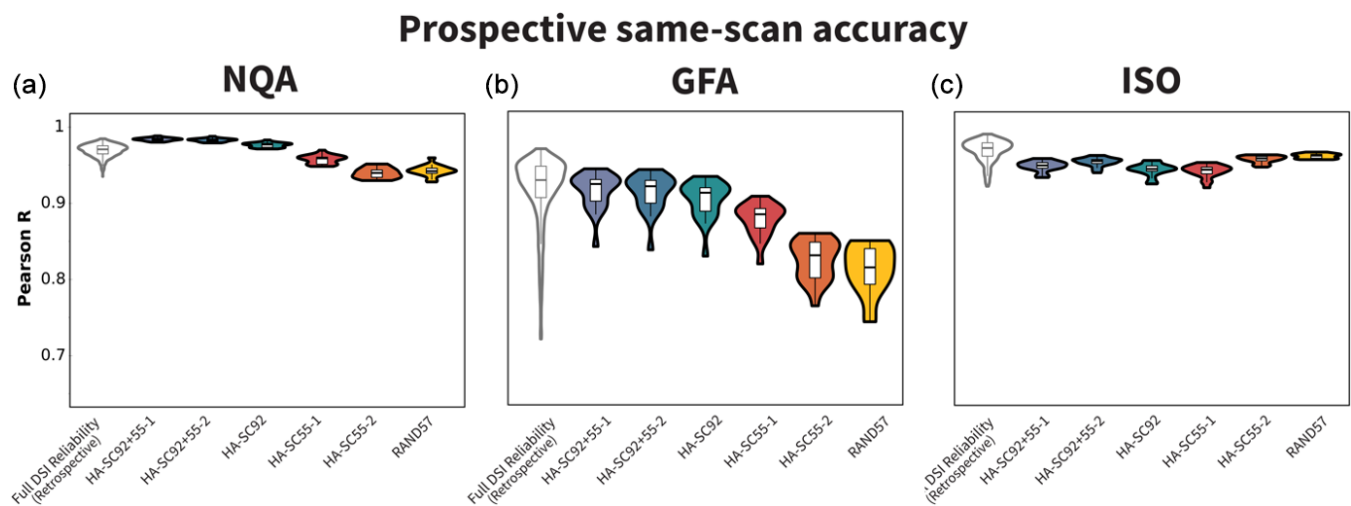 Prospective same-scan accuracy
(a)
NQA
(b)
GFA
(c)
ISO
Pearson R
1
0.9
0.8
0.7
Full DSI Reliability
(Retrospective)
HA-SC92+55-1
HA-SC92+55-2
HA-SC92
HA-SC55-1
HA-SC55-2
RAND57
Full DSI Reliability
(Retrospective)
HA-SC92+55-1
HA-SC92+55-2
HA-SC92
HA-SC55-1
HA-SC55-2
RAND57
DSI Reliability
(Retrospective)
HA-SC92+55-1
HA-SC92+55-2
HA-SC92
HA-SC55-1
HA-SC55-2
RAND57